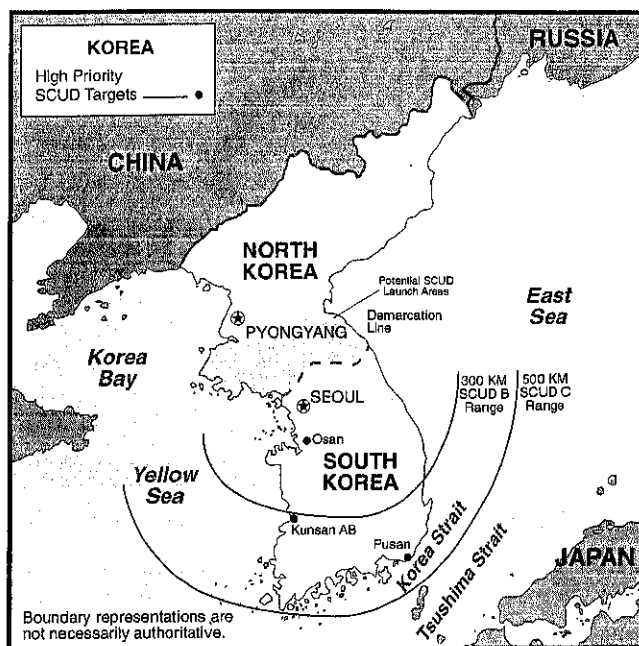 KOREA
High Priority
SCUD Targets
RUSSIA
CHINA
NORTH
KOREA
Potential SCUD
Launch Areas
East
Sea
PYONGYANG
Demarcation
Line
Korea
Bay
300 KM
SCUD B
Range
500 KM
SCUD C
Range
SEOUL
Osan
Yellow
Sea
SOUTH
KOREA
Kunsan AB
Pusan
Korea Strait
Tsushima Strait
JAPAN
Boundary representations are
not necessarily authoritative.